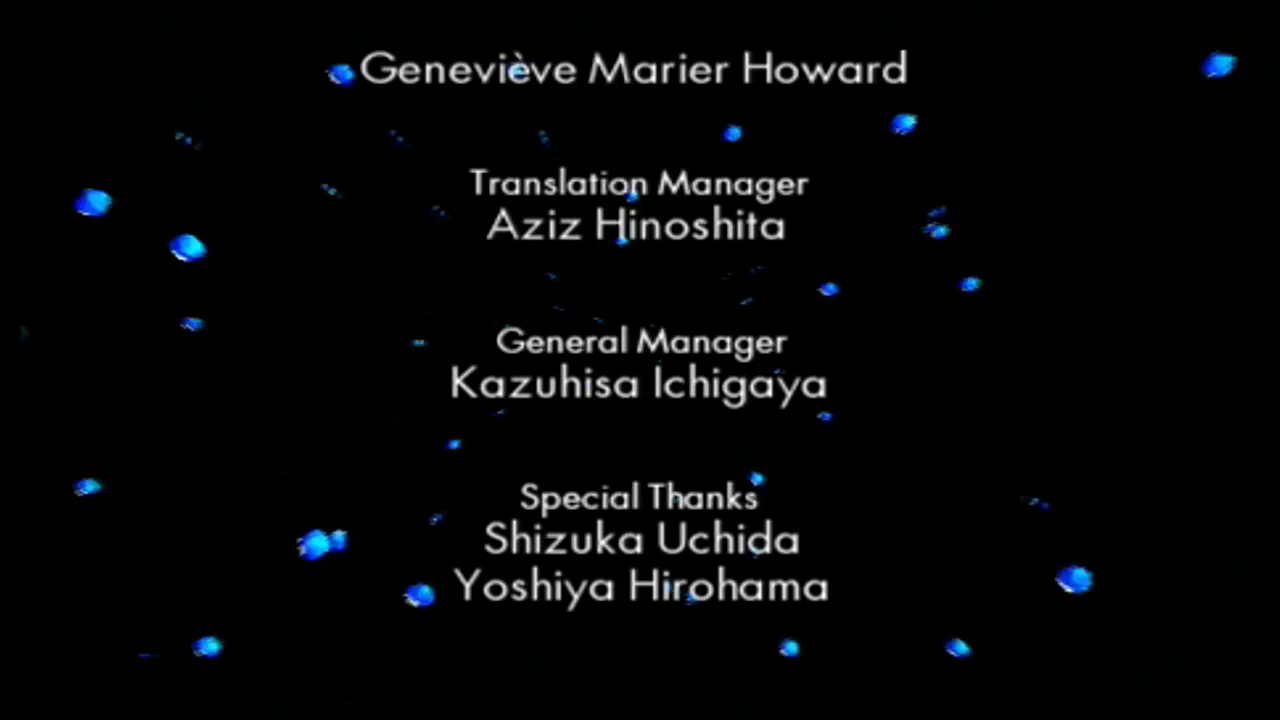 Geneviève Marier Howard
Translation Manager
Aziz Hinoshita
General Manager
Kazuhisa Ichigaya
Special Thanks
Shizuka Uchida
Yoshiya Hirohama